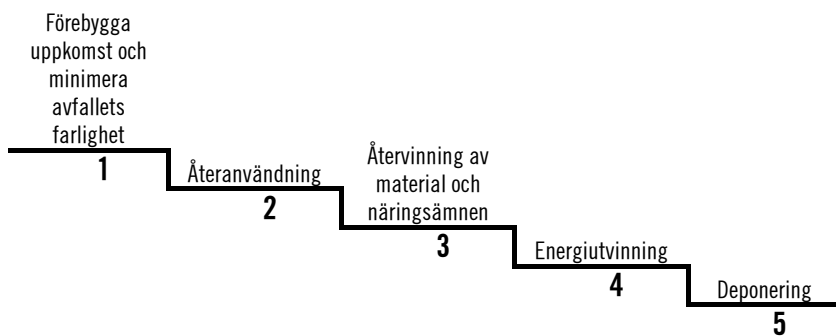 Förebygga
uppkomst och
minimera
avfallets
farlighet
1
Återanvändning
2
Återvinning av
material och
näringsämnen
3
Energiutvinning
4
Deponering
5